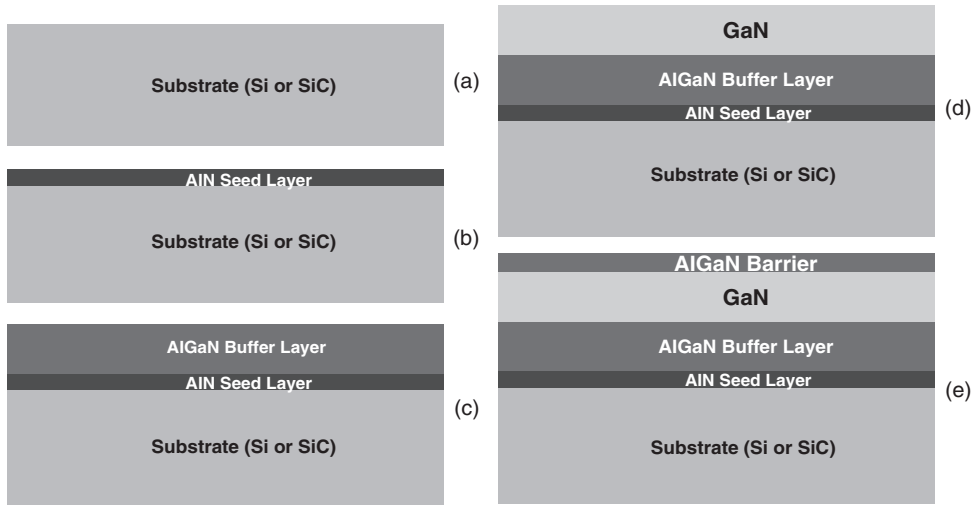 Substrate (Si or SiC)
(a)
AlN Seed Layer
Substrate (Si or SiC)
(b)
AlGaN Buffer Layer
AlN Seed Layer
Substrate (Si or SiC)
(c)
GaN
AlGaN Buffer Layer
AlN Seed Layer
Substrate (Si or SiC)
(d)
AlGaN Barrier
GaN
AlGaN Buffer Layer
AlN Seed Layer
Substrate (Si or SiC)
(e)